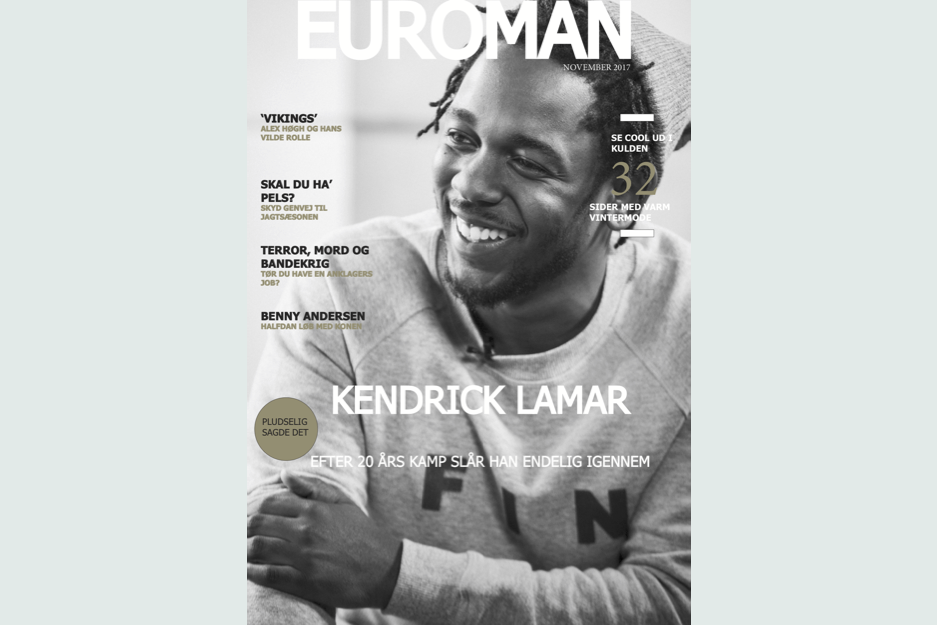 EUROMAN
NOVEMBER 2017
'VIKINGS'
ALEX HØGH OG HANS
VILDE ROLLE
SKAL DU HA'
PELS?
SKYD GENVEJ TIL
JAGTSÆSONEN
TERROR, MORD OG
BANDEKRIG
TØR DU HAVE EN ANKLAGERS
JOB?
BENNY ANDERSEN
HALFDAN LØB MED KONEN
SE COOL UD I
KULDEN
32
SIDER MED VARM
VINTERMODE
KENDRICK LAMAR
PLUDSELIG
SAGDE DET
EFTER 20 ÅRS KAMP SLÅR HAN ENDELIG IGENNEM
F I N